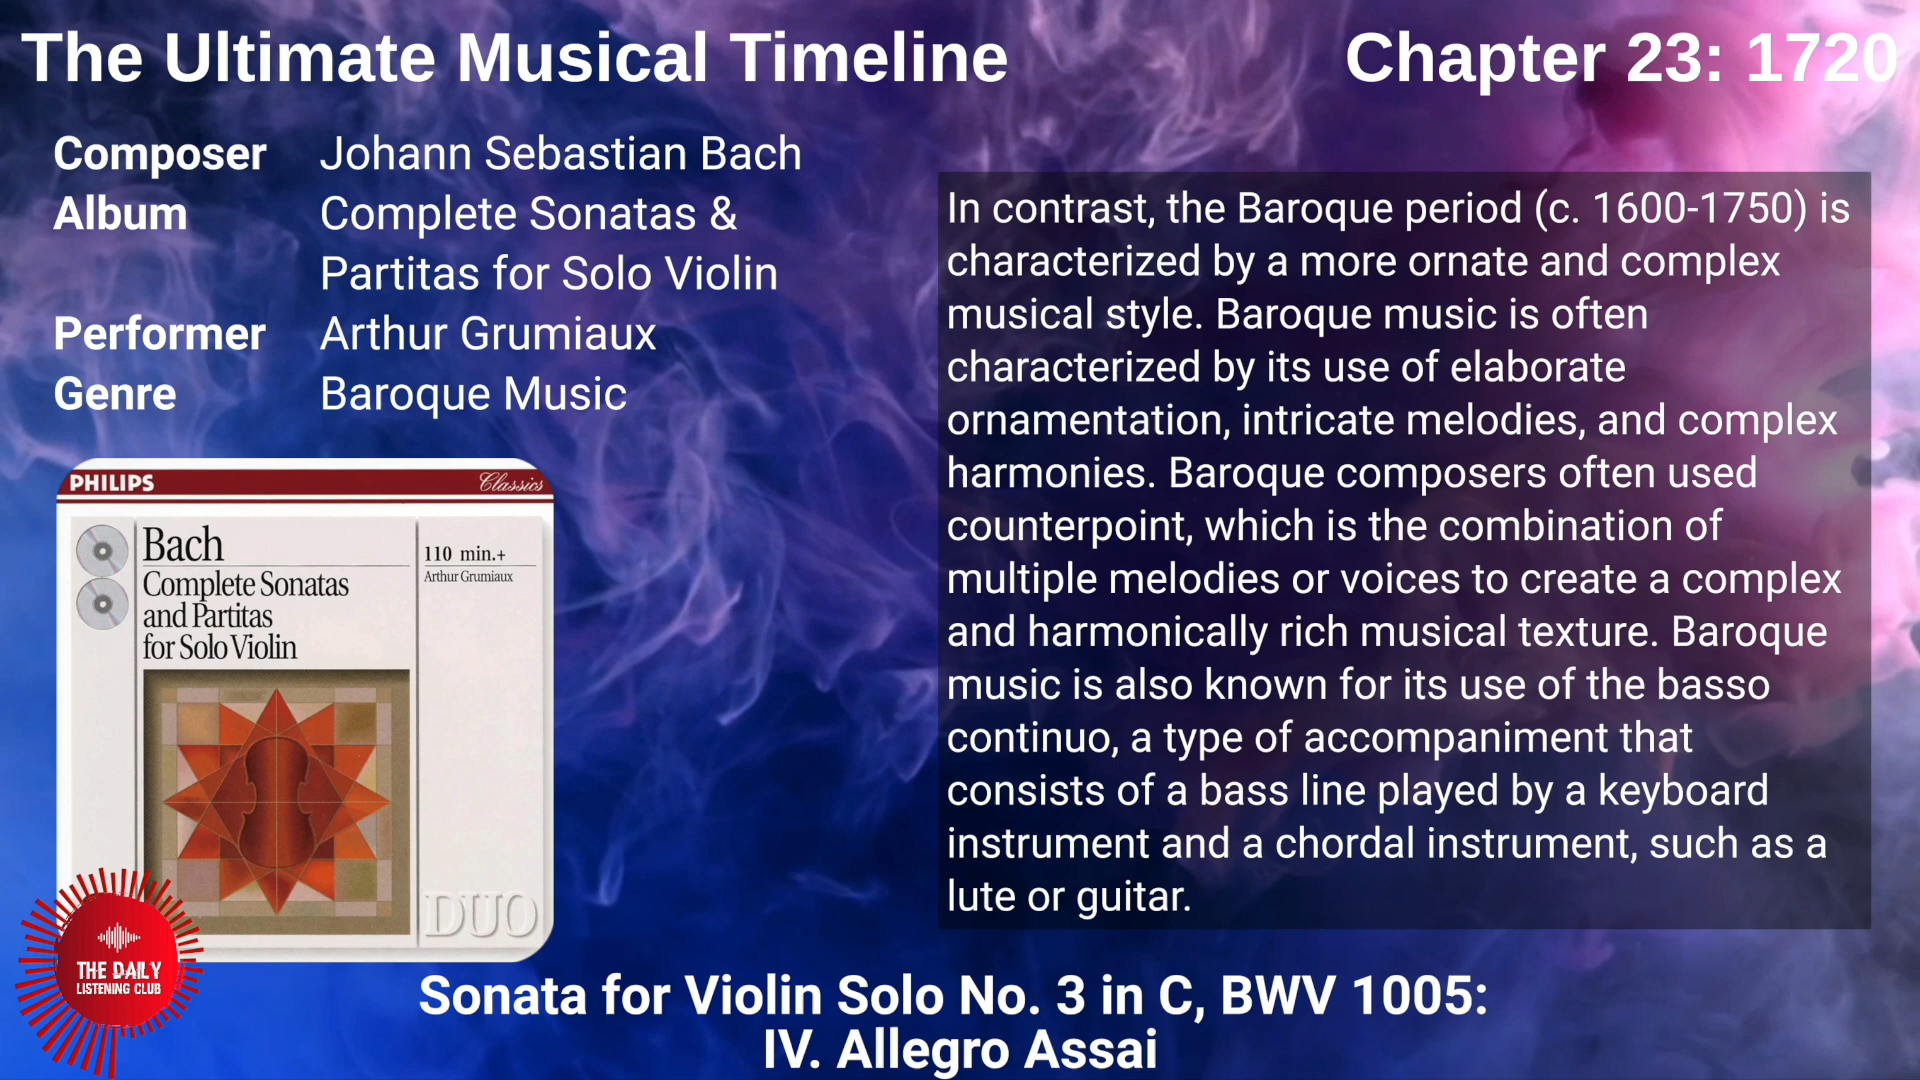 The Ultimate Musical Timeline
Chapter 23: 1720
Composer Johann Sebastian Bach
Album Complete Sonatas &
Partitas for Solo Violin
Performer Arthur Grumiaux
Genre Baroque Music
In contrast, the Baroque period (c. 1600-1750) is
characterized by a more ornate and complex
musical style. Baroque music is often
characterized by its use of elaborate
ornamentation, intricate melodies, and complex
harmonies. Baroque composers often used
counterpoint, which is the combination of
multiple melodies or voices to create a complex
and harmonically rich musical texture. Baroque
music is also known for its use of the basso
continuo, a type of accompaniment that
consists of a bass line played by a keyboard
instrument and a chordal instrument, such as a
lute or guitar.
PHILIPS Classics
Bach
Complete Sonatas
and Partitas
for Solo Violin
110 min.+
Arthur Grumiaux
DUO
THE DAILY
LISTENING CLUB
Sonata for Violin Solo No. 3 in C, BWV 1005:
IV. Allegro Assai